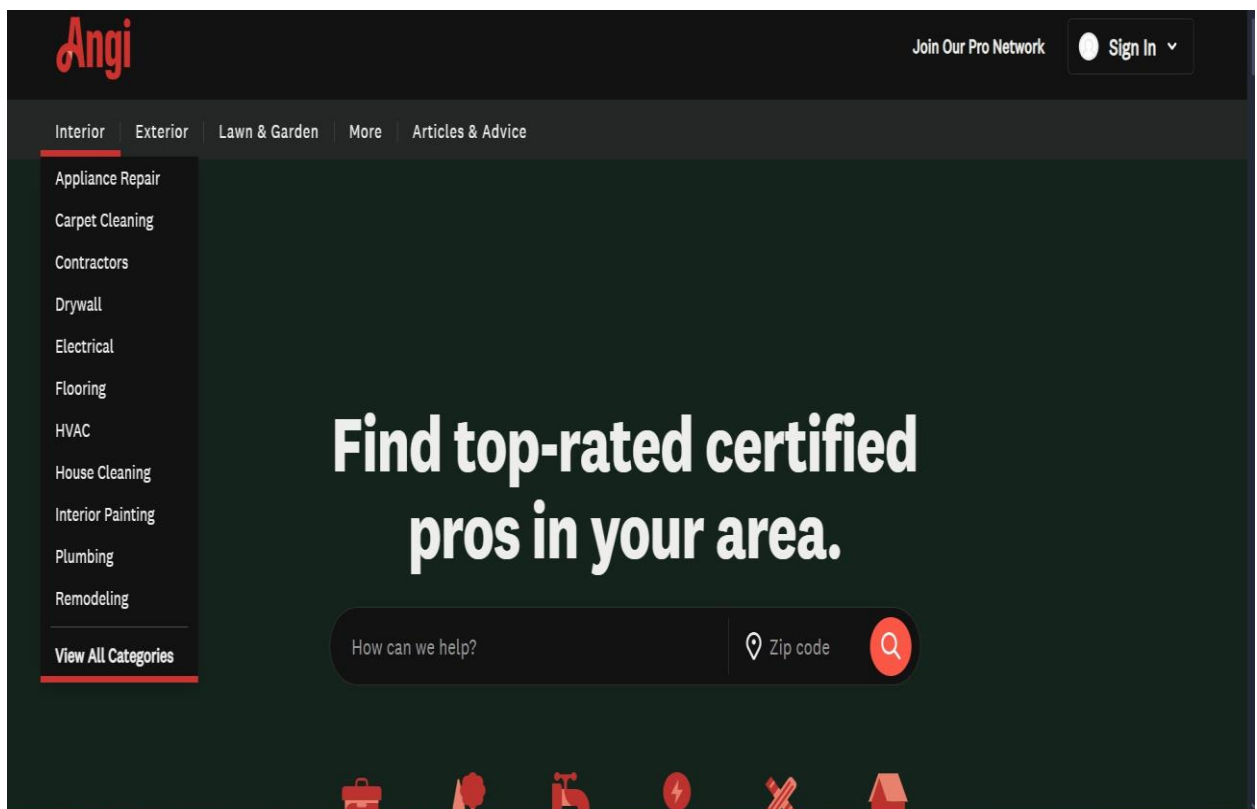 Angi
Join Our Pro Network
Sign In
Interior Exterior Lawn & Garden More Articles & Advice
Appliance Repair
Carpet Cleaning
Contractors
Drywall
Electrical
Flooring
HVAC
House Cleaning
Interior Painting
Plumbing
Remodeling
View All Categories
Find top-rated certified
pros in your area.
How can we help? Zip code